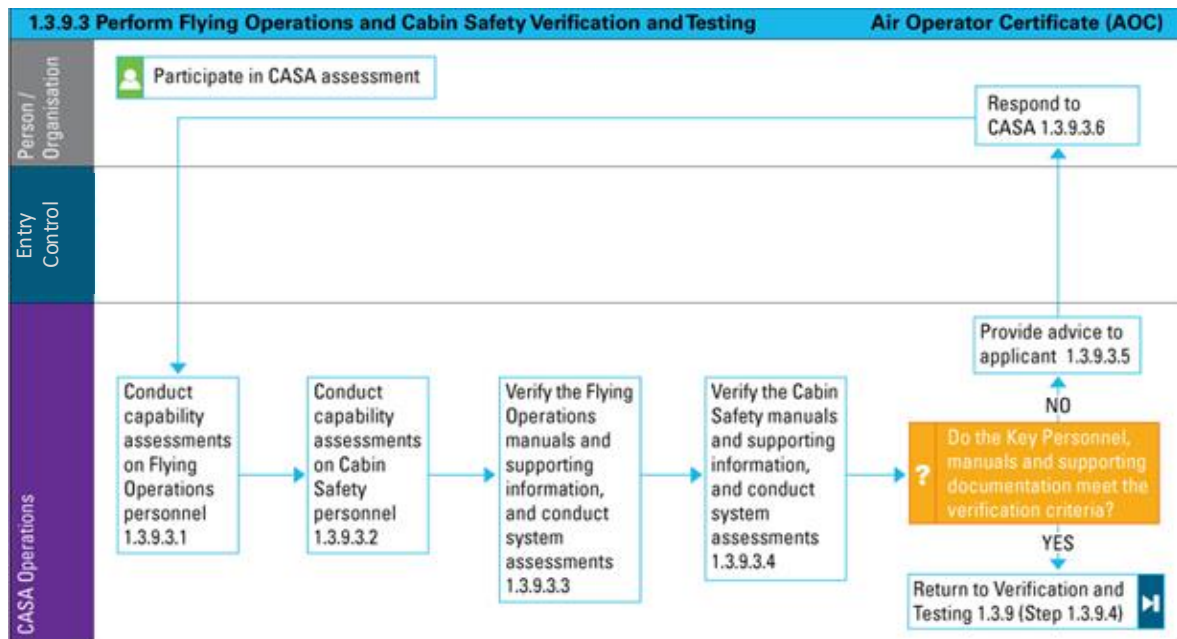 1.3.9.3 Perform Flying Operations and Cabin Safety Verification and Testing
Air Operator Certificate (AOC)
Person /
Organisation
Participate in CASA assessment
Respond to
CASA 1.3.9.3.6
Entry
Control
CASA Operations
Conduct
capability
assessments
on Flying
Operations
personnel
1.3.9.3.1
Conduct
capability
assessments
on Cabin
Safety
personnel
1.3.9.3.2
Verify the Flying
Operations
manuals and
supporting
information,
and conduct
system
assessments
1.3.9.3.3
Verify the Cabin
Safety manuals
and supporting
information,
and conduct
system
assessments
1.3.9.3.4
Provide advice to
applicant 1.3.9.3.5
NO
?
Do the Key Personnel,
manuals and supporting
documentation meet the
verification criteria?
YES
Return to Verification and
Testing 1.3.9 (Step 1.3.9.4)